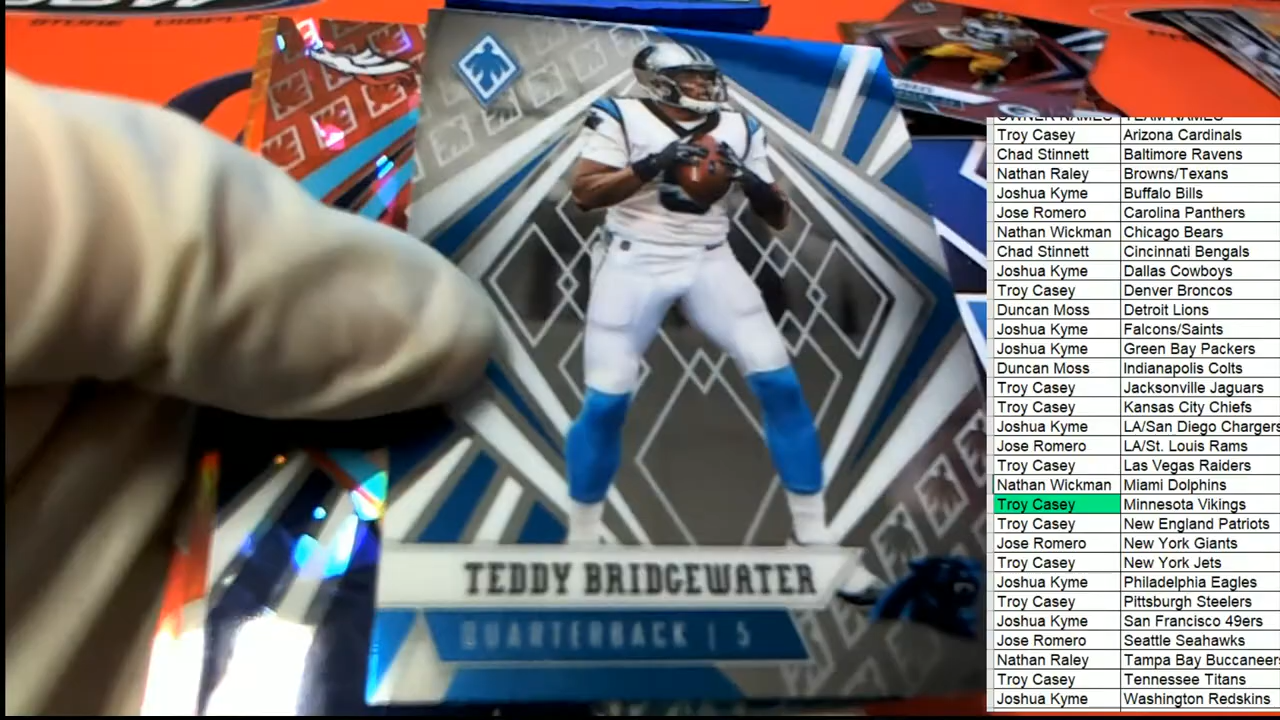 TEDDY BRIDGEWATER
QUARTERBACK | 5
OWNER NAMES TEAM NAMES
Troy Casey Arizona Cardinals
Chad Stinnett Baltimore Ravens
Nathan Raley Browns/Texans
Joshua Kyme Buffalo Bills
Jose Romero Carolina Panthers
Nathan Wickman Chicago Bears
Chad Stinnett Cincinnati Bengals
Joshua Kyme Dallas Cowboys
Troy Casey Denver Broncos
Duncan Moss Detroit Lions
Joshua Kyme Falcons/Saints
Joshua Kyme Green Bay Packers
Duncan Moss Indianapolis Colts
Troy Casey Jacksonville Jaguars
Troy Casey Kansas City Chiefs
Joshua Kyme LA/San Diego Chargers
Jose Romero LA/St. Louis Rams
Troy Casey Las Vegas Raiders
Nathan Wickman Miami Dolphins
Troy Casey Minnesota Vikings
Troy Casey New England Patriots
Jose Romero New York Giants
Troy Casey New York Jets
Joshua Kyme Philadelphia Eagles
Troy Casey Pittsburgh Steelers
Joshua Kyme San Francisco 49ers
Jose Romero Seattle Seahawks
Nathan Raley Tampa Bay Buccaneers
Troy Casey Tennessee Titans
Joshua Kyme Washington Redskins